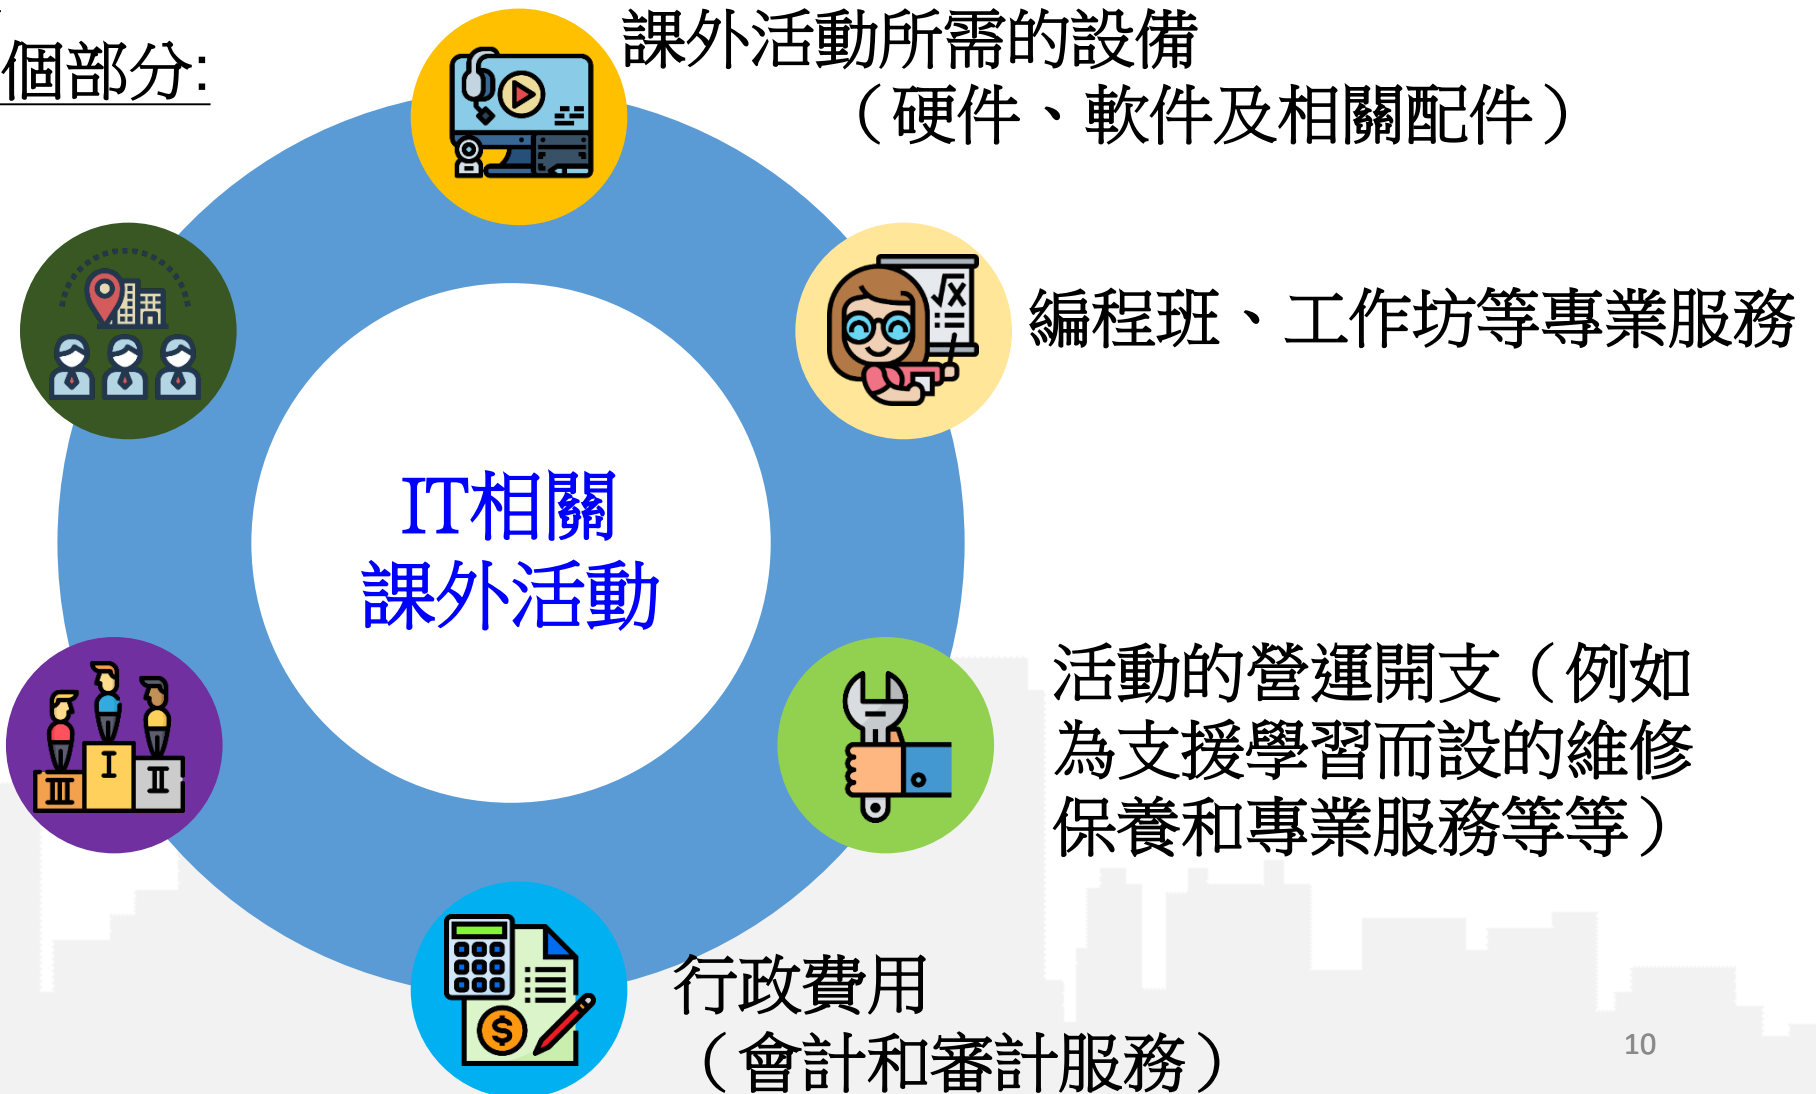 個部分:
課外活動所需的設備
（硬件、軟件及相關配件）
編程班、工作坊等專業服務
IT相關
課外活動
活動的營運開支（例如
為支援學習而設的維修
保養和專業服務等等）
行政費用
（會計和審計服務）
√x
I
II
III
$
10